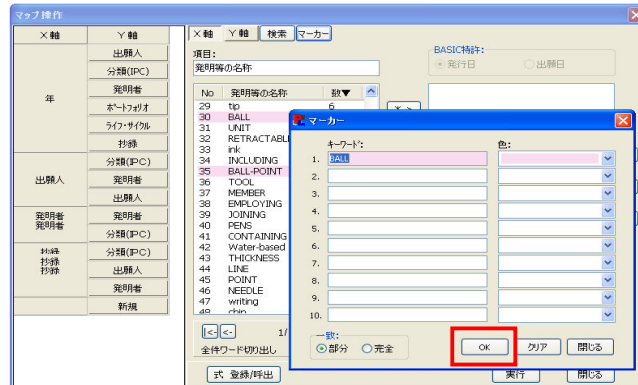 マップ操作
X軸 Y軸
年
出願人
分類(IPC)
発明者
ポートフォリオ
ライフ・サイクル
抄録
出願人
分類(IPC)
発明者
出願人
発明者
発明者
発明者
分類(IPC)
抄録
抄録
抄録
分類(IPC)
出願人
発明者
新規
X軸 Y軸 検索 マーカー
項目:
発明等の名称
BASIC特許:
発行日 出願日
No 発明等の名称 数▼
29 tip 6
30 BALL
31 UNIT
32 RETRACTABL
33 ink
34 INCLUDING
35 BALL-POINT
36 TOOL
37 MEMBER
38 EMPLOYING
39 JOINING
40 PENS
41 CONTAINING
42 Water-based
43 THICKNESS
44 LINE
45 POINT
46 NEEDLE
47 writing
48 chip
|<- <- 1/
全件ワード切り出し
式 登録/呼出
実行 閉じる
マーカー
キーワード: 色:
1. BALL
2.
3.
4.
5.
6.
7.
8.
9.
10.
一致:
部分 完全
OK クリア 閉じる